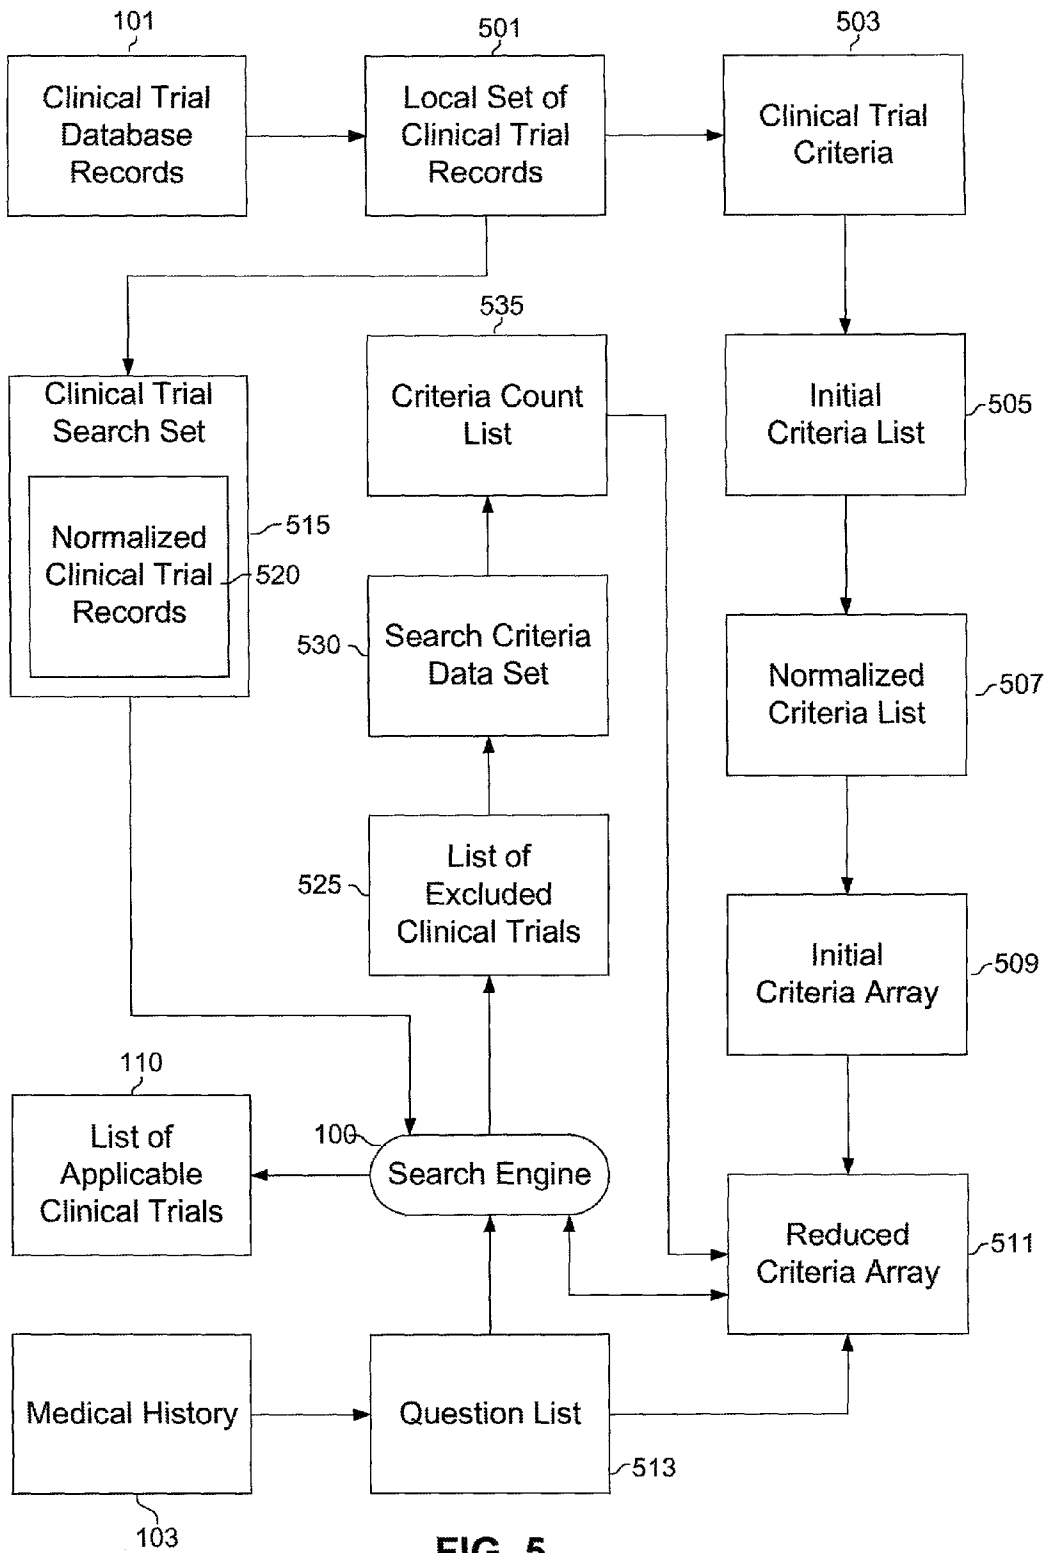 101
501
503
Clinical Trial
Database
Records
Local Set of
Clinical Trial
Records
Clinical Trial
Criteria
535
Clinical Trial
Search Set
Criteria Count
List
Initial
Criteria List
505
515
Normalized
Clinical Trial
Records
520
530
Search Criteria
Data Set
Normalized
Criteria List
507
525
List of
Excluded
Clinical Trials
Initial
Criteria Array
509
110
List of
Applicable
Clinical Trials
100
Search Engine
Reduced
Criteria Array
511
Medical History
Question List
513
103
FIG. 5